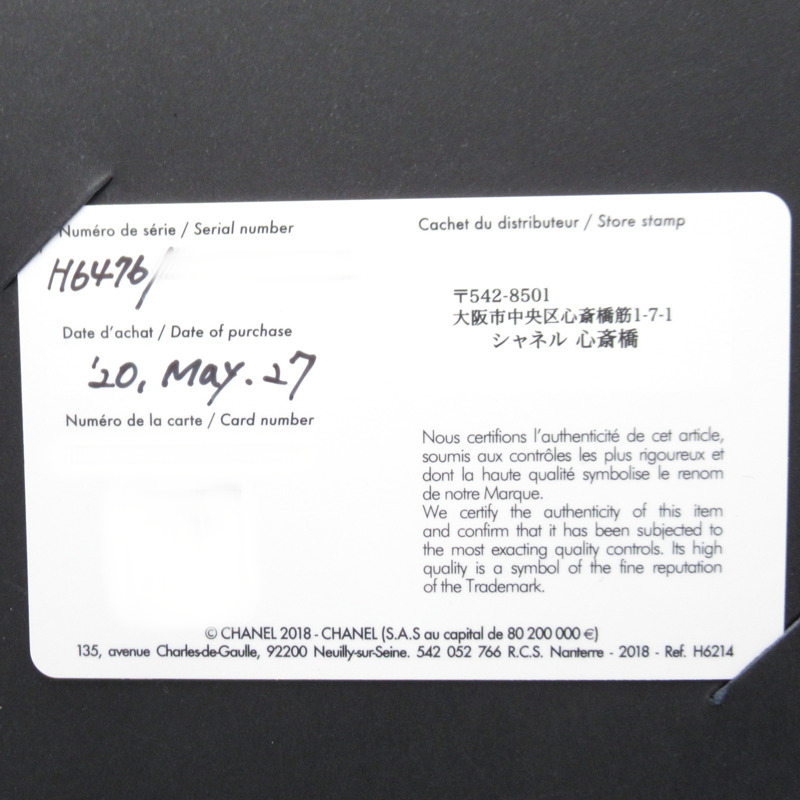 Numéro de série / Serial number
H6476/
Date d'achat / Date of purchase
'20, May. 27
Numéro de la carte / Card number
Cachet du distributeur / Store stamp
〒542-8501
大阪市中央区心斎橋筋1-7-1
シャネル 心斎橋
Nous certifions l'authenticité de cet article,
soumis aux contrôles les plus rigoureux et
dont la haute qualité symbolise le renom
de notre Marque.
We certify the authenticity of this item
and confirm that it has been subjected to
the most exacting quality controls. Its high
quality is a symbol of the fine reputation
of the Trademark.
© CHANEL 2018 - CHANEL (S.A.S au capital de 80 200 000 €)
135, avenue Charles-de-Gaulle, 92200 Neuilly-sur-Seine. 542 052 766 R.C.S. Nanterre - 2018 - Ref. H6214